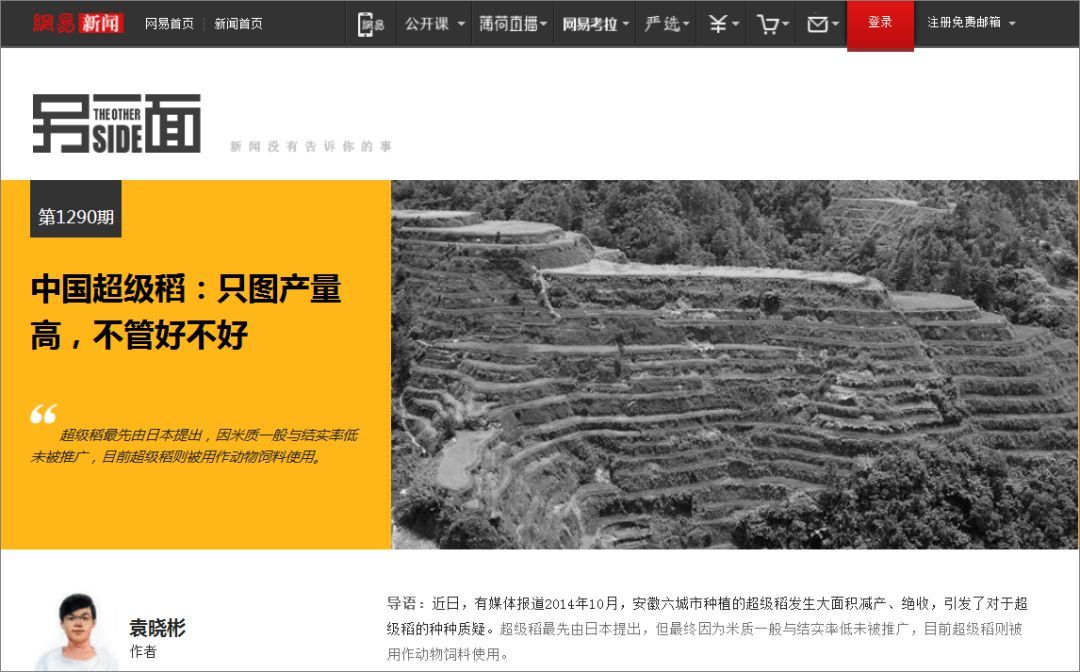 網易 新闻 网易首页 新闻首页 網易 公开课 薄荷直播 网易考拉 严选 登录 注册免费邮箱
另一面 THE OTHER SIDE 新闻没有告诉你的事
第1290期
中国超级稻：只图产量
高，不管好不好
超级稻最先由日本提出，因米质一般与结实率低
未被推广，目前超级稻则被用作动物饲料使用。
袁晓彬
作者
导语：近日，有媒体报道2014年10月，安徽六城市种植的超级稻发生大面积减产、绝收，引发了对于超
级稻的种种质疑。超级稻最先由日本提出，但最终因为米质一般与结实率低未被推广，目前超级稻则被
用作动物饲料使用。